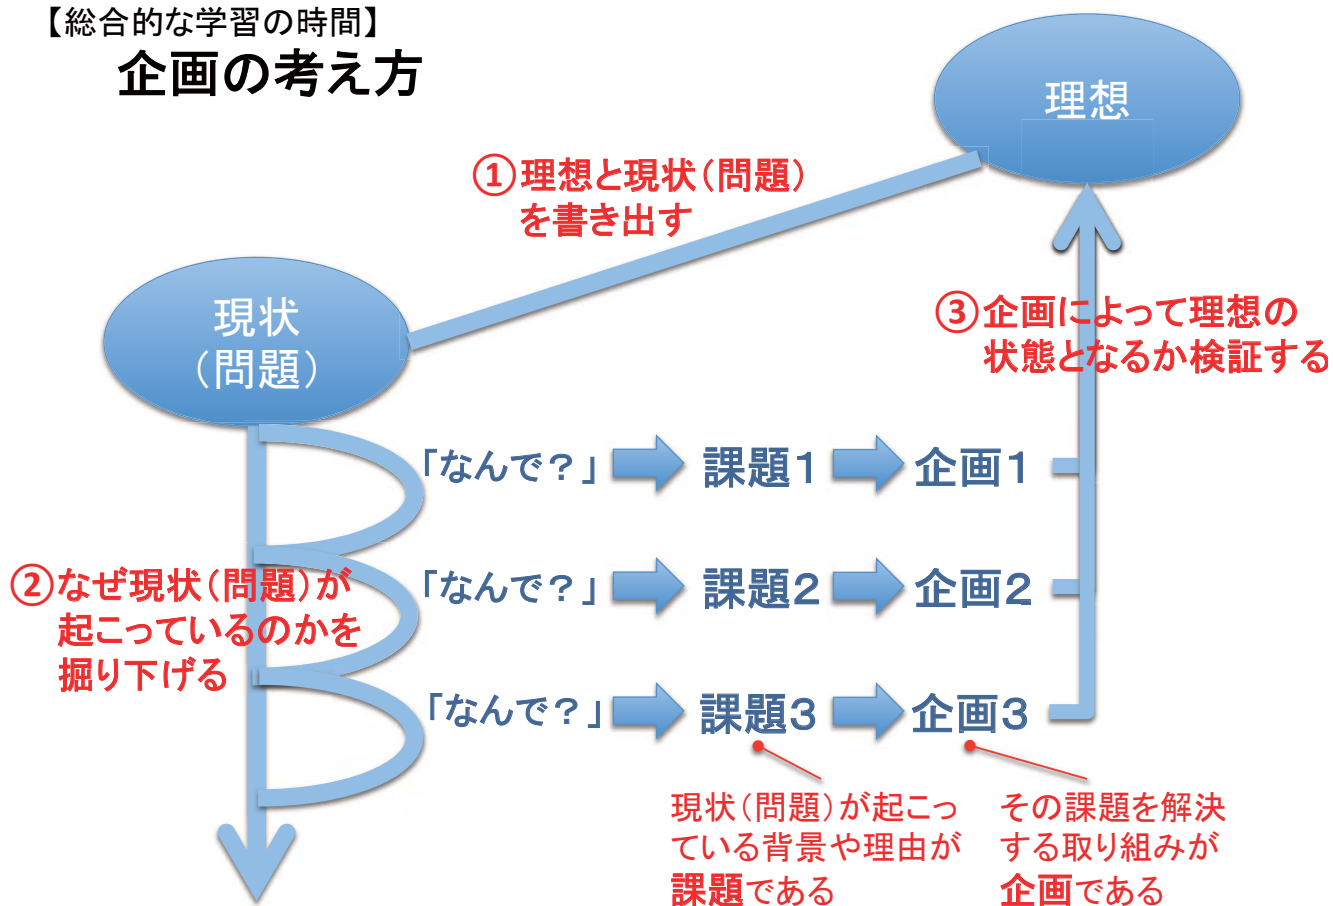 【総合的な学習の時間】
企画の考え方
理想
①理想と現状(問題)
を書き出す
現状
(問題)
③企画によって理想の
状態となるか検証する
「なんで?」 課題1 企画1
②なぜ現状(問題)が
起こっているのかを
掘り下げる
「なんで?」 課題2 企画2
「なんで?」 課題3 企画3
現状(問題)が起こっ
ている背景や理由が
課題である
その課題を解決
する取り組みが
企画である